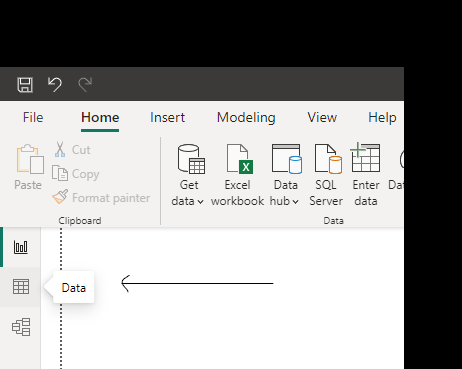 File Home Insert Modeling View Help
Paste
Cut
Copy
Format painter
Clipboard
Get data
Excel workbook
Data hub
SQL Server
Enter data
Data
Data